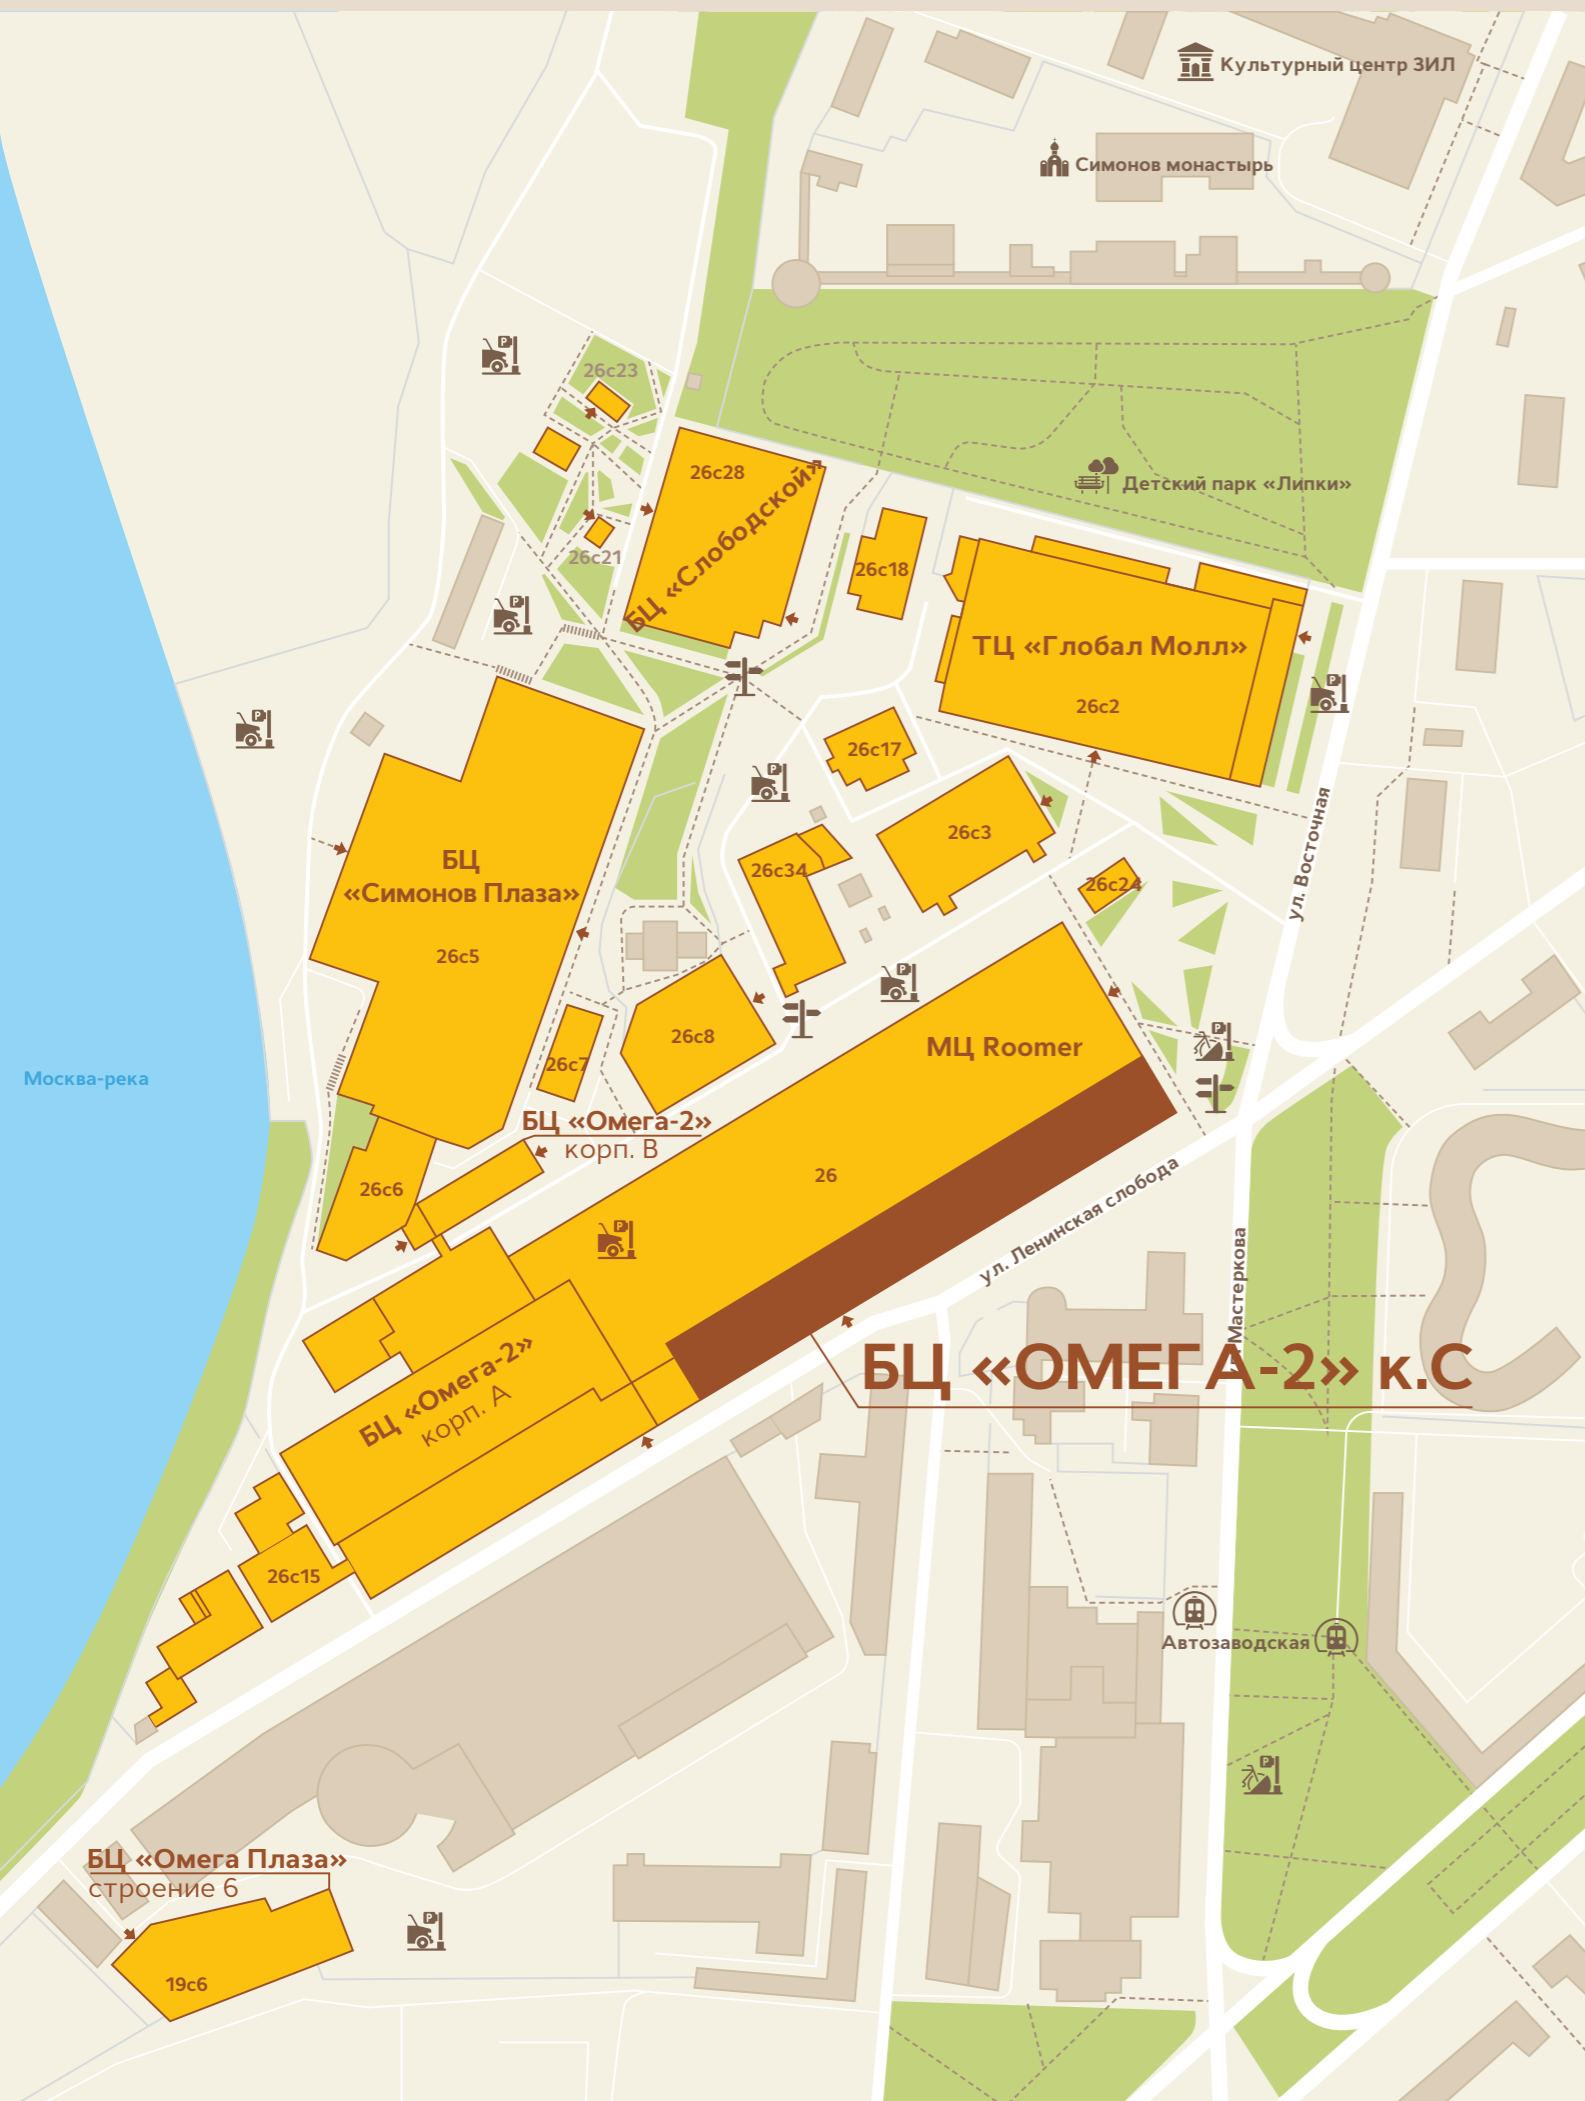 Культурный центр ЗИЛ
Симонов монастырь
26с23
26с28
БЦ «Слободской»
Детский парк «Липки»
26с21
26с18
ТЦ «Глобал Молл»
26с2
26с17
26с3
БЦ
«Симонов Плаза»
26с34
26с24
ул. Восточная
26с5
26с8
МЦ Roomer
26с7
Москва-река
БЦ «Омега-2»
корп. В
26
26с6
ул. Ленинская слобода
ул. Мастеркова
БЦ «ОМЕГА-2» к.С
БЦ «Омега-2»
корп. А
26с15
Автозаводская
БЦ «Омега Плаза»
строение 6
19с6
P
P
P
P
P
P
P
P
P
P